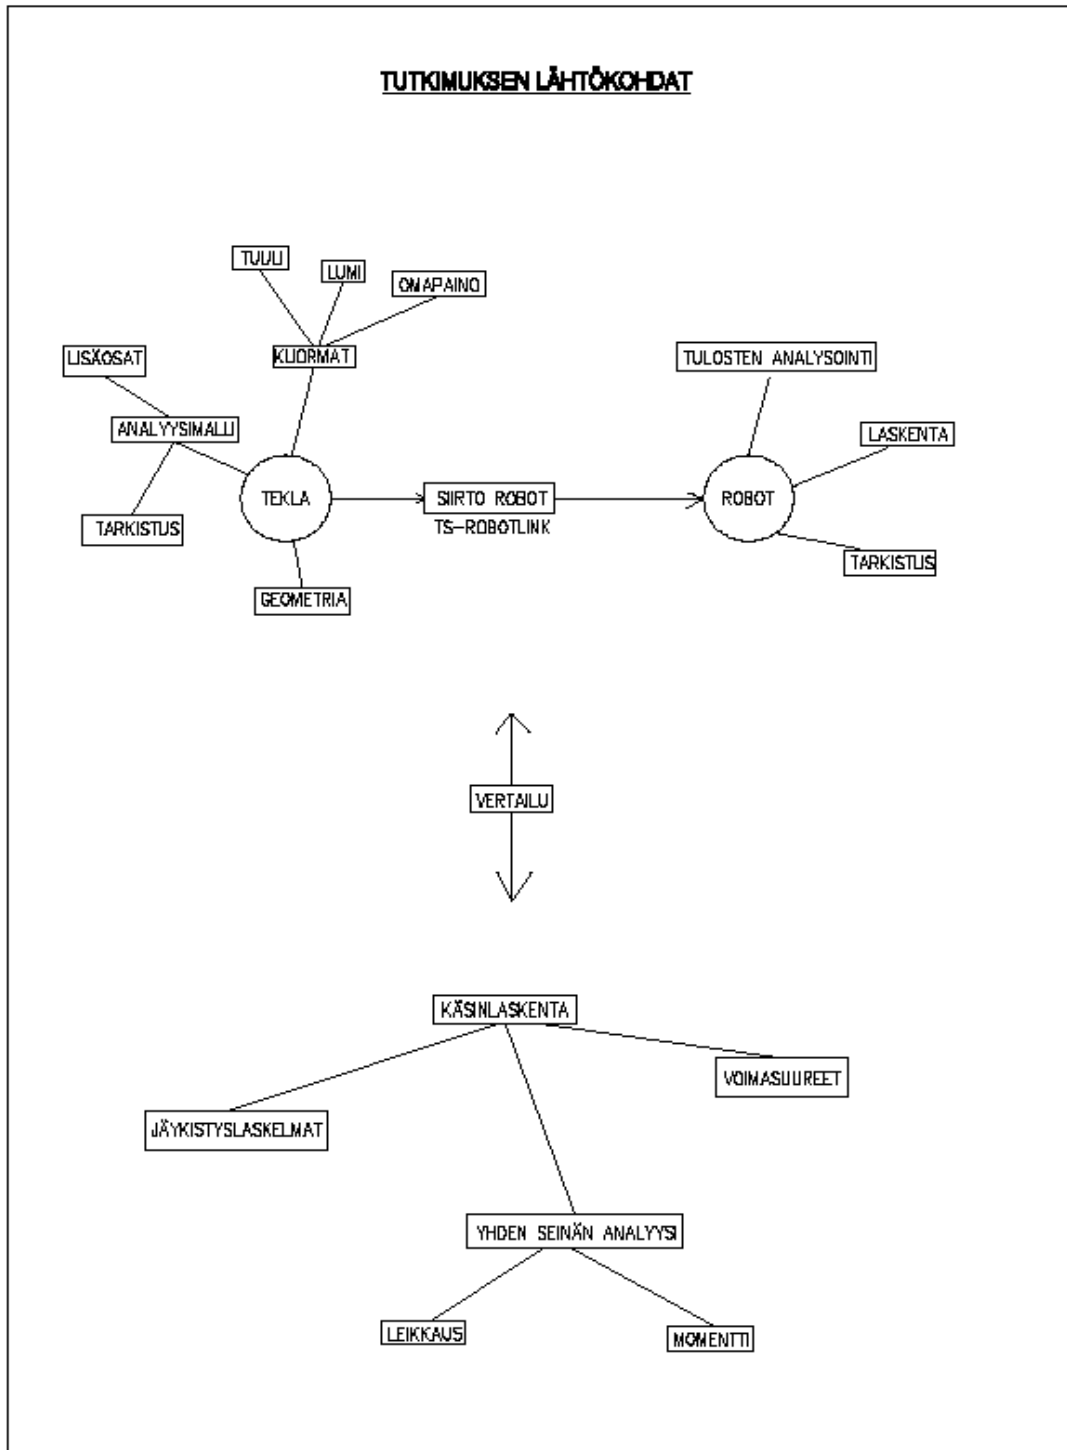 TUTKIMUKSEN LÄHTÖKOHDAT
TUULI
LUMI
OMAPAINO
KUORMAT
LISÄOSAT
ANALYYSIMALLI
TARKISTUS
TEKLA
GEOMETRIA
SIIRTO ROBOT
TS-ROBOTLINK
TULOSTEN ANALYSOINTI
LASKENTA
ROBOT
TARKISTUS
VERTAILU
KÄSINLASKENTA
VOIMASUUREET
JÄYKISTYSLASKELMAT
YHDEN SEINÄN ANALYYSI
LEIKKAUS
MOMENTTI